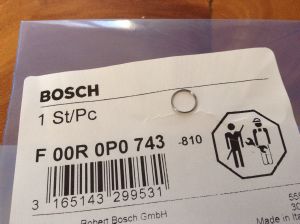 BOSCH
1 St/Pc
F 00R 0P0 743 -810
3 165143 299531
Robert Bosch GmbH
Made in